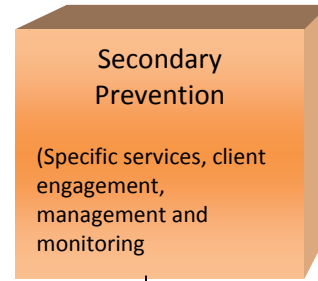 Secondary
Prevention
(Specific services, client
engagement,
management and
monitoring